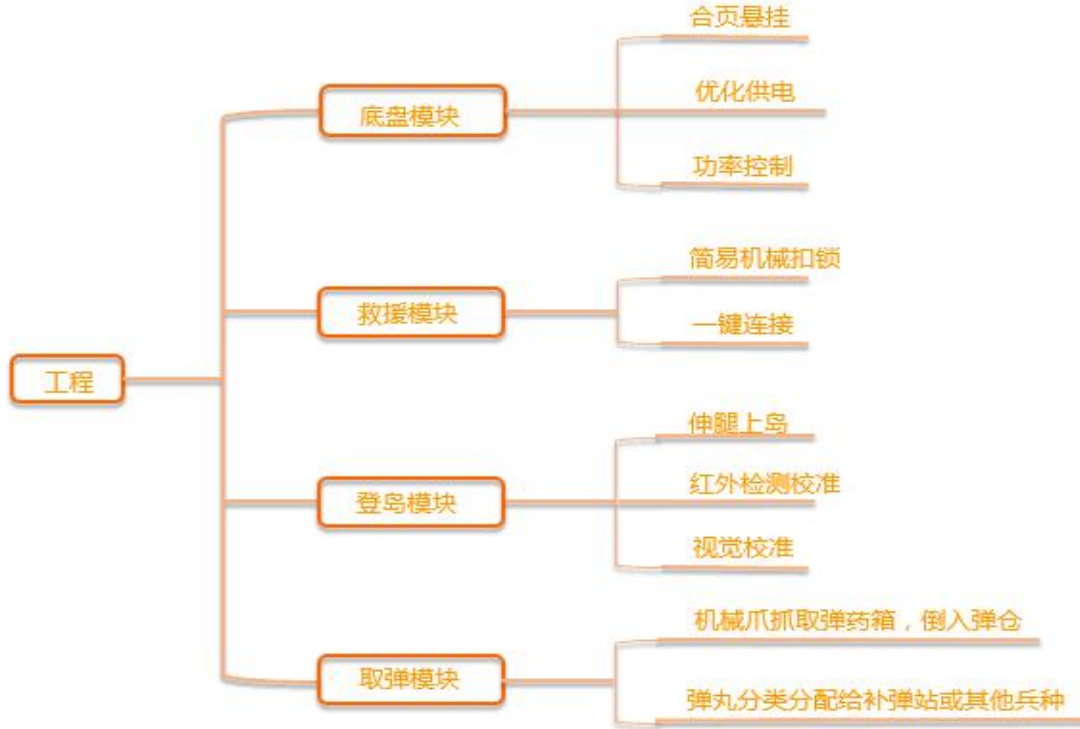 工程
底盘模块
合页悬挂
优化供电
功率控制
救援模块
简易机械扣锁
一键连接
登岛模块
伸腿上岛
红外检测校准
视觉校准
取弹模块
机械爪抓取弹药箱，倒入弹仓
弹丸分类分配给补弹站或其他兵种